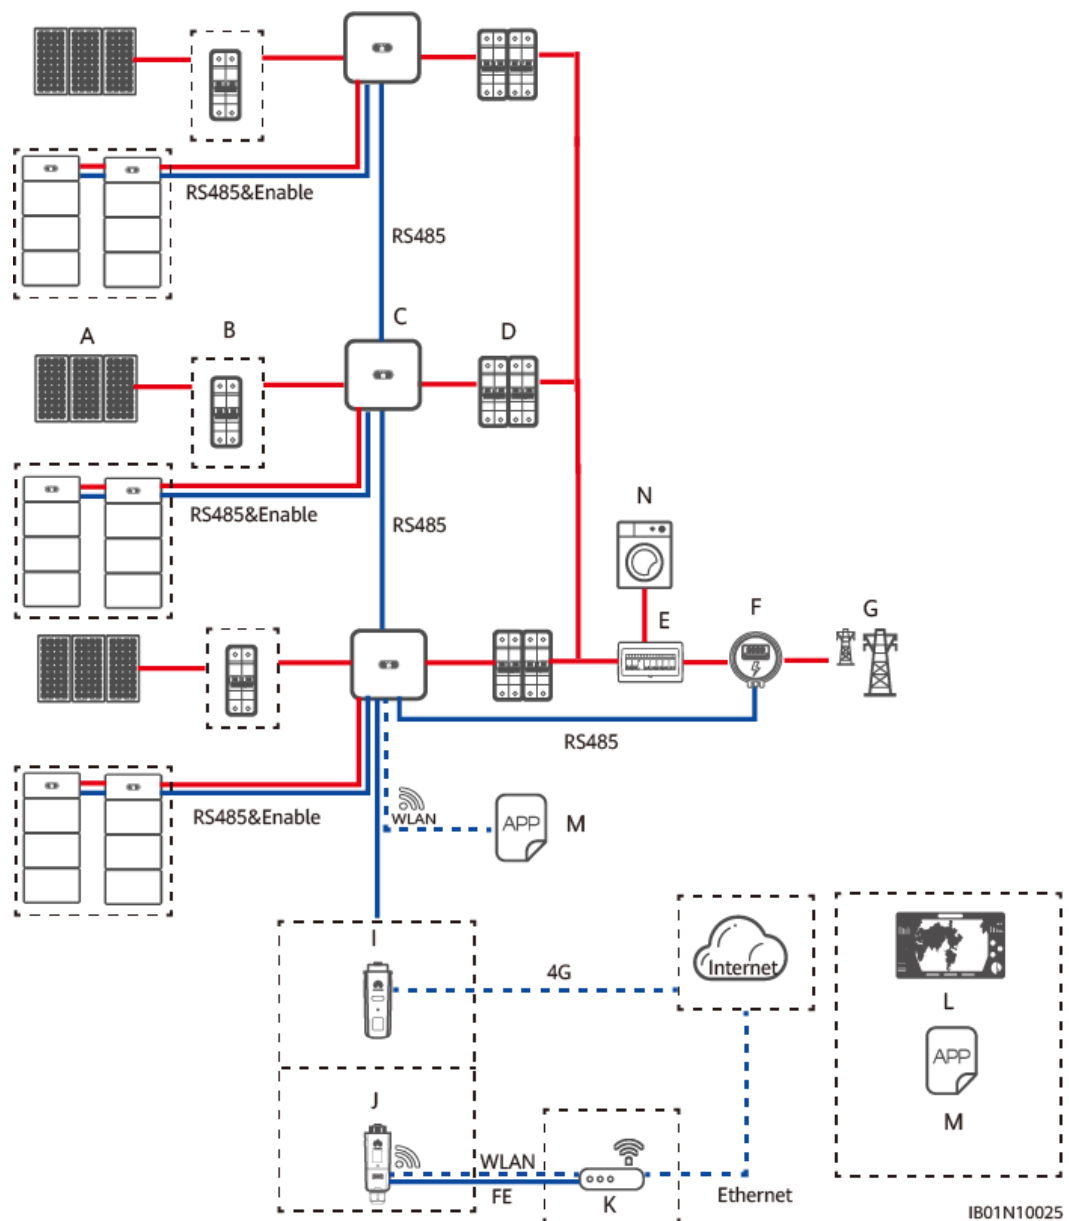 RS485&Enable
RS485
A
B
C
D
RS485&Enable
RS485
N
E
F
G
RS485
RS485&Enable
WLAN
APP
M
I
4G
Internet
L
APP
M
J
WLAN
FE
K
Ethernet
IB01N10025